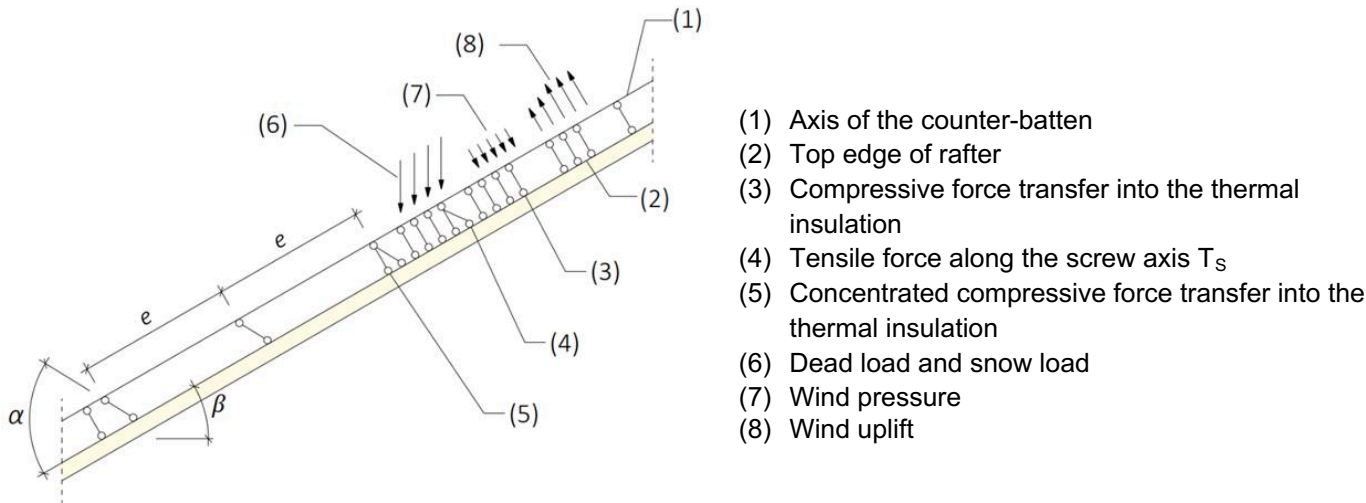 (1)
(8)
(7)
(6)
(2)
e
(3)
e
(4)
α
β
(5)
(1) Axis of the counter-batten
(2) Top edge of rafter
(3) Compressive force transfer into the thermal
insulation
(4) Tensile force along the screw axis TS
(5) Concentrated compressive force transfer into the
thermal insulation
(6) Dead load and snow load
(7) Wind pressure
(8) Wind uplift